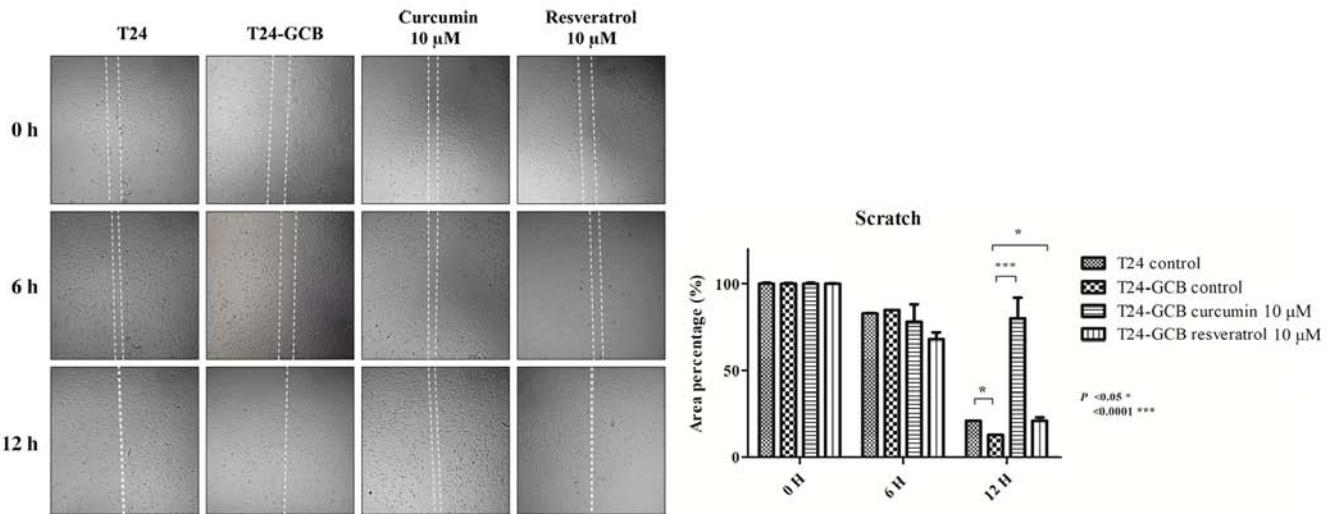 T24
T24-GCB
Curcumin
10 µM
Resveratrol
10 µM
0 h
6 h
12 h
Scratch
Area percentage (%)
100
50
0
0 H
6 H
12 H
*
***
*
T24 control
T24-GCB control
T24-GCB curcumin 10 µM
T24-GCB resveratrol 10 µM
P <0.05 *
<0.0001 ***